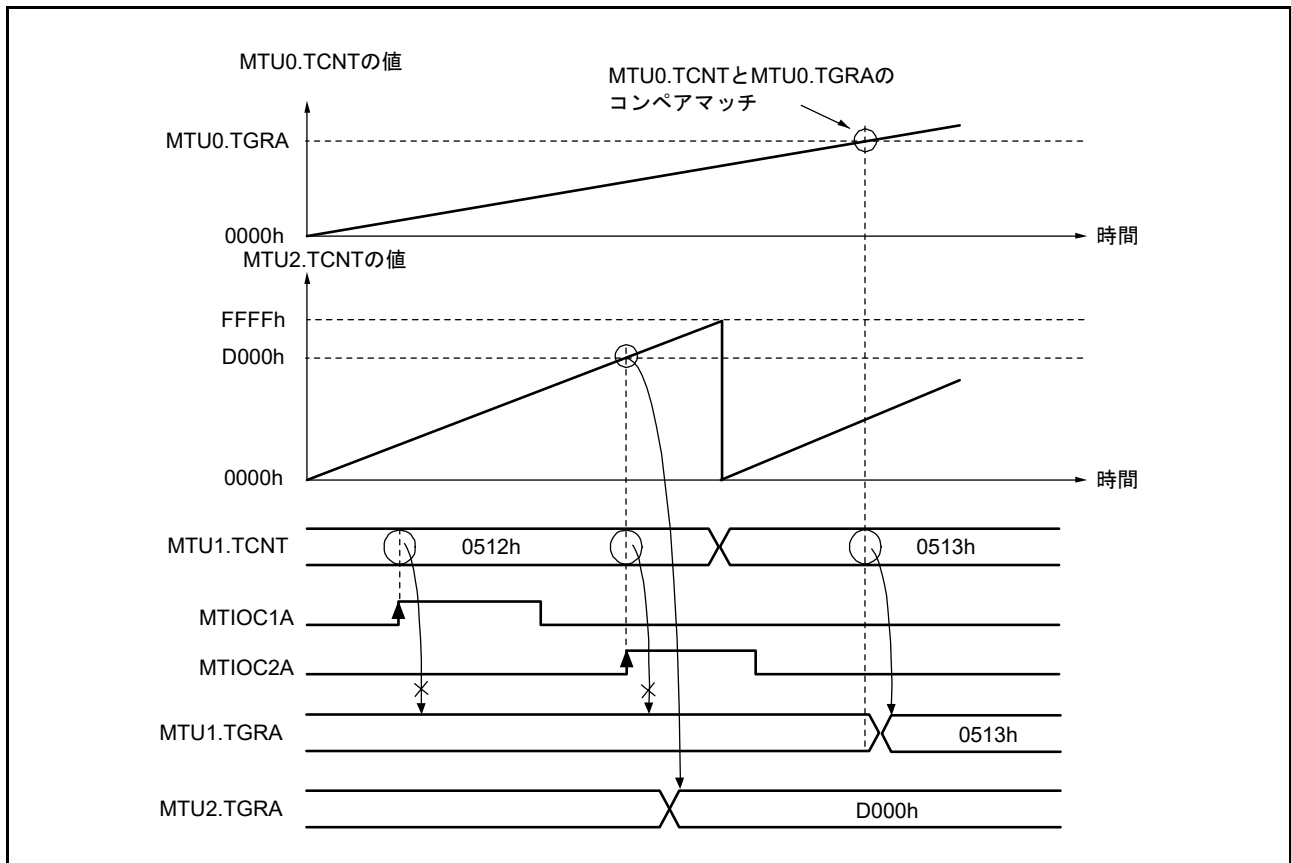 MTU0.TCNTの値
MTU0.TCNTとMTU0.TGRAの
コンペアマッチ
MTU0.TGRA
0000h
時間
MTU2.TCNTの値
FFFFh
D000h
0000h
時間
MTU1.TCNT
0512h
0513h
MTIOC1A
MTIOC2A
MTU1.TGRA
0513h
MTU2.TGRA
D000h